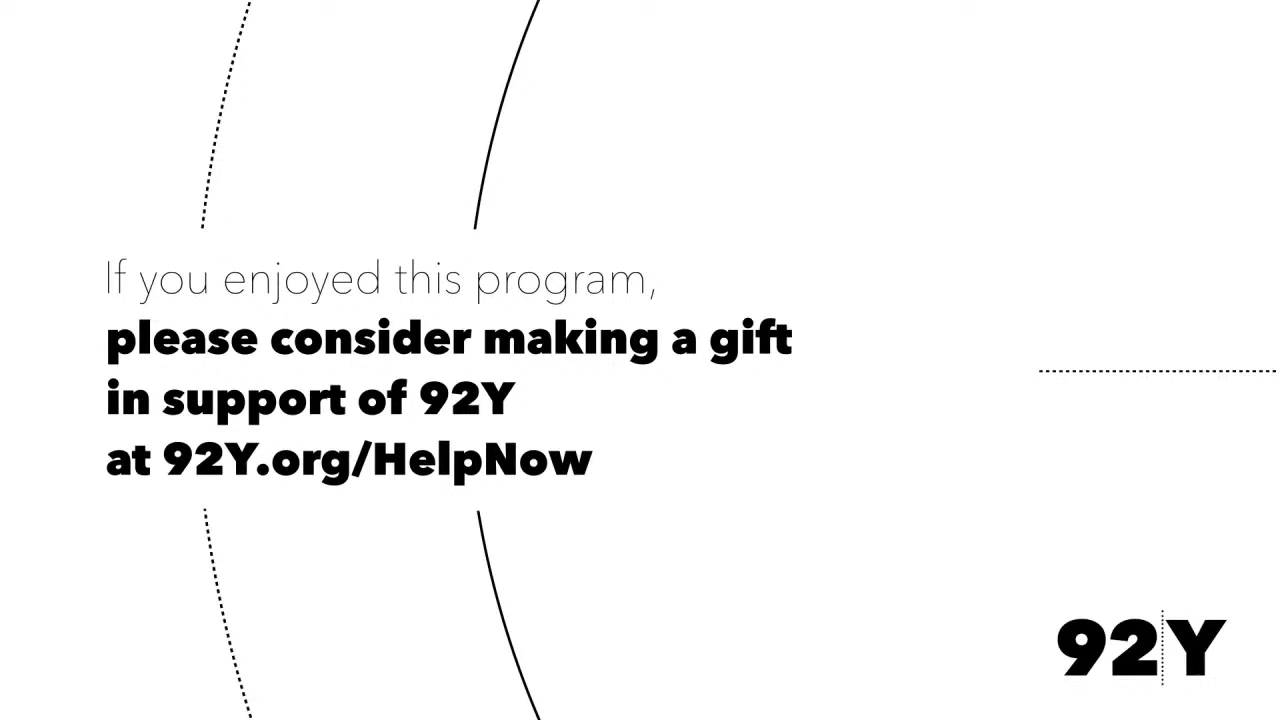 If you enjoyed this program,
please consider making a gift
in support of 92Y
at 92Y.org/HelpNow
92Y